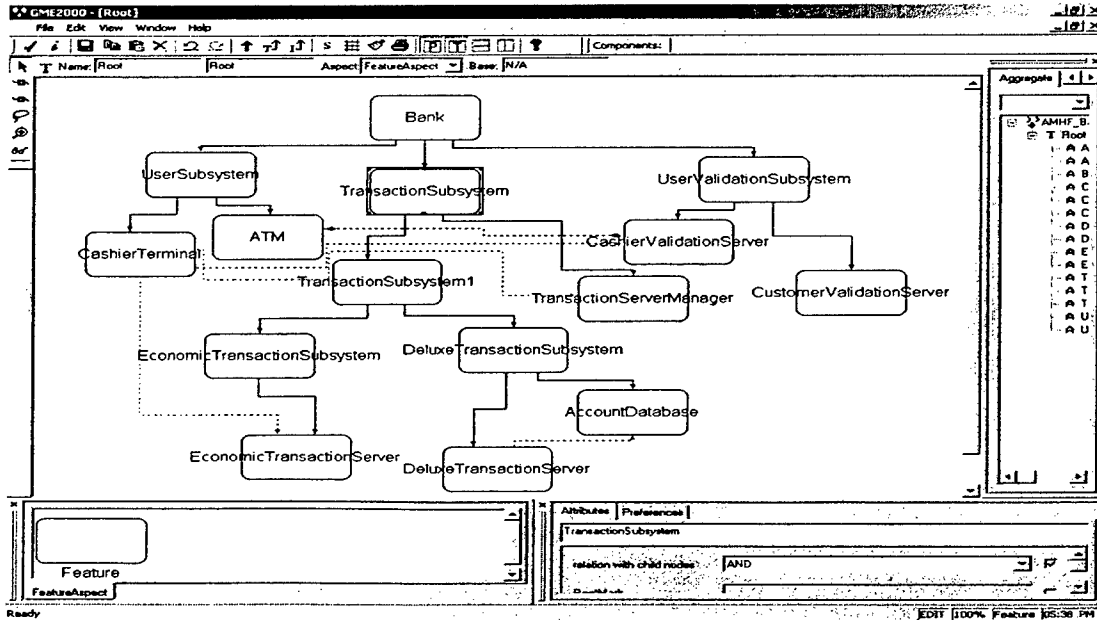 GME2000 - [Root]
File Edit View Window Help
Components:
Name: Root Root Aspect: FeatureAspect Base: N/A
Aggregate
Bank
UserSubsystem
TransactionSubsystem
UserValidationSubsystem
ATM
CashierTerminal
CashierValidationServer
TransactionSubsystem1
TransactionServerManager
CustomerValidationServer
EconomicTransactionSubsystem
DeluxeTransactionSubsystem
AccountDatabase
EconomicTransactionServer
DeluxeTransactionServer
AMHF_B.
Root
A
A
B
C
C
C
D
D
E
E
T
T
T
U
U
Feature
FeatureAspect
Attributes Preferences
TransactionSubsystem
relation with child nodes AND
Ready
EDIT 100% Feature 05:36 PM